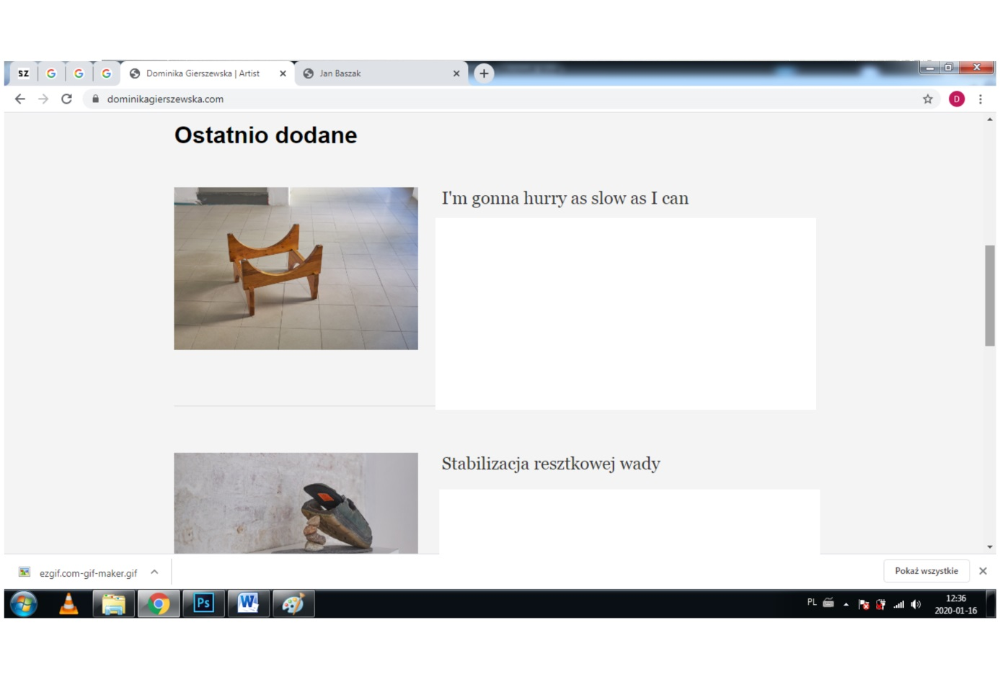 SZ
Dominika Gierszewska | Artist
Jan Baszak
dominikagierszewska.com
D
Ostatnio dodane
I'm gonna hurry as slow as I can
Stabilizacja resztkowej wady
ezgif.com-gif-maker.gif
Pokaż wszystkie
Ps
W
PL
12:36
2020-01-16